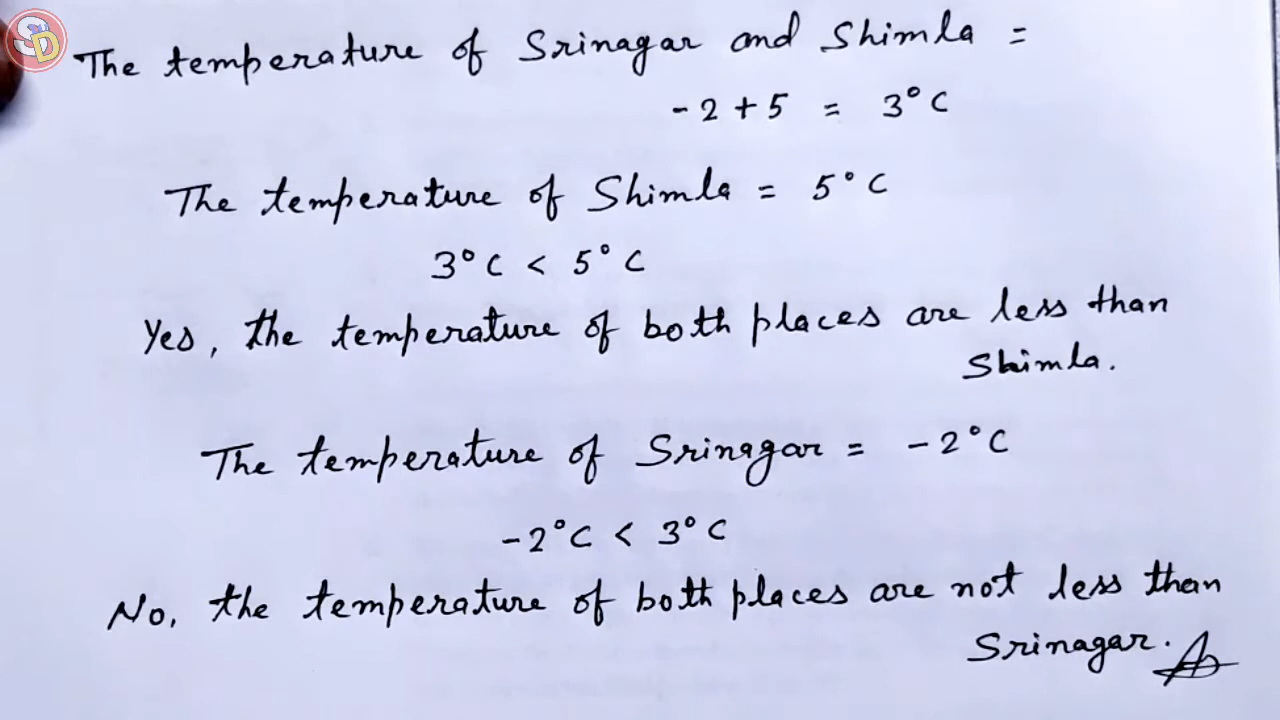 SD
The temperature of Srinagar and Shimla =
-2 + 5 = 3°C
The temperature of Shimla = 5°C
3°C < 5°C
Yes, the temperature of both places are less than
Shimla.
The temperature of Srinagar = -2°C
-2°C < 3°C
No, the temperature of both places are not less than
Srinagar.